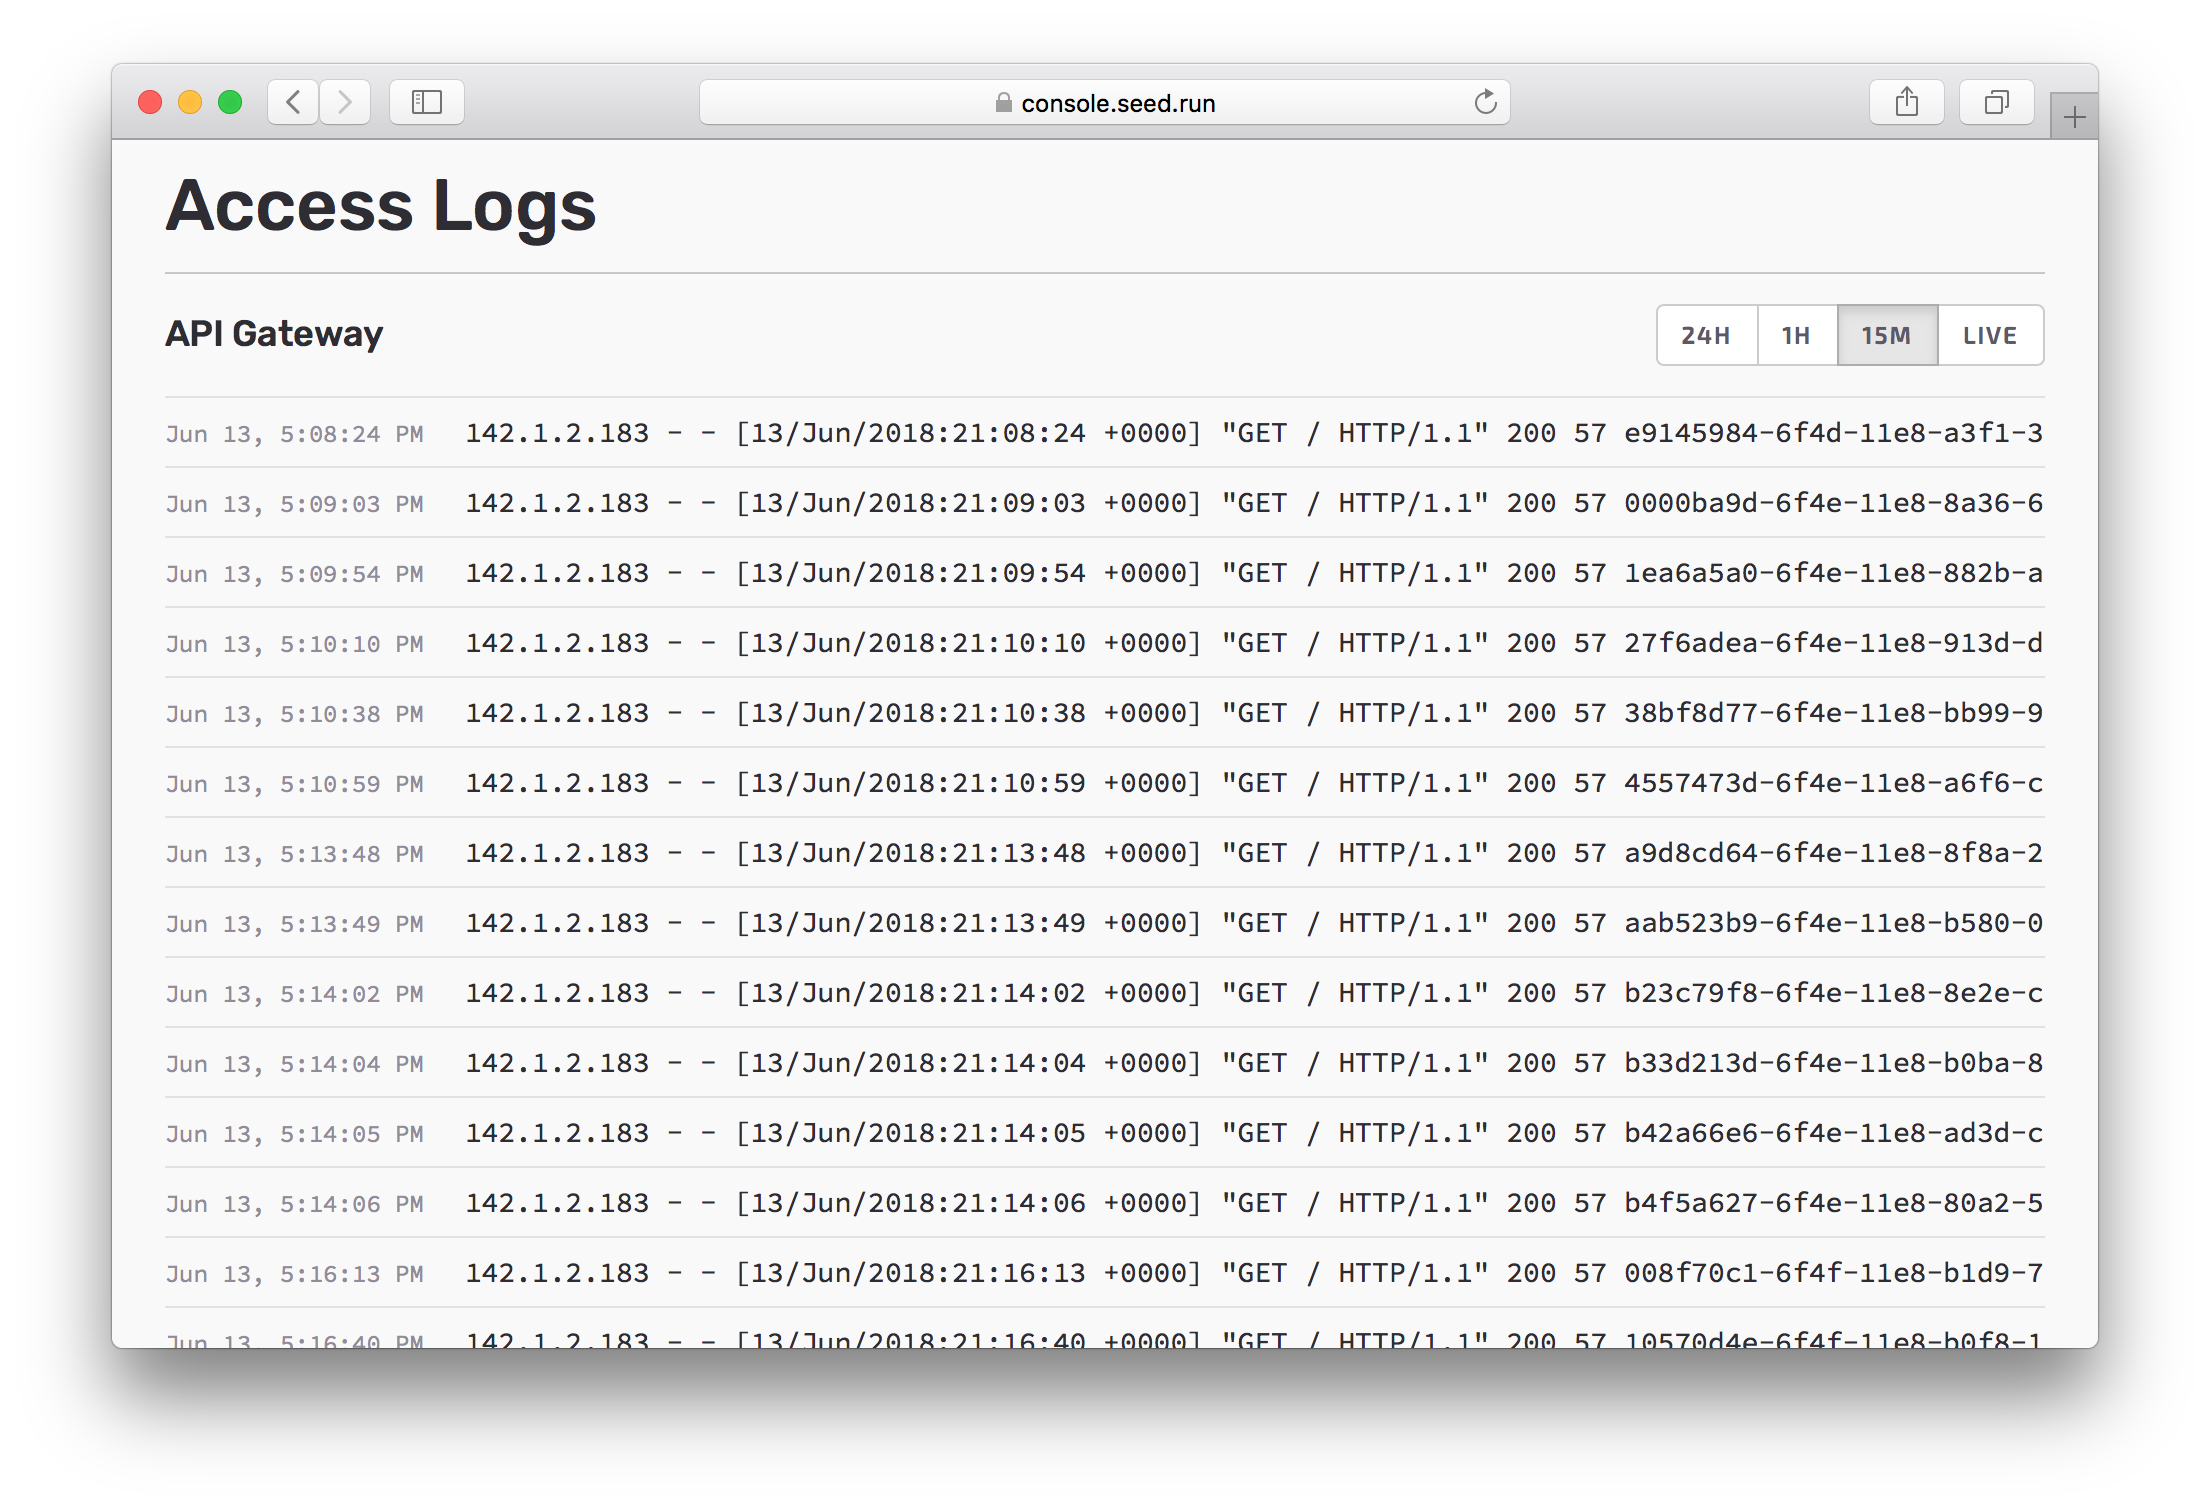 console.seed.run
Access Logs
API Gateway 24H 1H 15M LIVE
Jun 13, 5:08:24 PM 142.1.2.183 - - [13/Jun/2018:21:08:24 +0000] "GET / HTTP/1.1" 200 57 e9145984-6f4d-11e8-a3f1-3
Jun 13, 5:09:03 PM 142.1.2.183 - - [13/Jun/2018:21:09:03 +0000] "GET / HTTP/1.1" 200 57 0000ba9d-6f4e-11e8-8a36-6
Jun 13, 5:09:54 PM 142.1.2.183 - - [13/Jun/2018:21:09:54 +0000] "GET / HTTP/1.1" 200 57 1ea6a5a0-6f4e-11e8-882b-a
Jun 13, 5:10:10 PM 142.1.2.183 - - [13/Jun/2018:21:10:10 +0000] "GET / HTTP/1.1" 200 57 27f6adea-6f4e-11e8-913d-d
Jun 13, 5:10:38 PM 142.1.2.183 - - [13/Jun/2018:21:10:38 +0000] "GET / HTTP/1.1" 200 57 38bf8d77-6f4e-11e8-bb99-9
Jun 13, 5:10:59 PM 142.1.2.183 - - [13/Jun/2018:21:10:59 +0000] "GET / HTTP/1.1" 200 57 4557473d-6f4e-11e8-a6f6-c
Jun 13, 5:13:48 PM 142.1.2.183 - - [13/Jun/2018:21:13:48 +0000] "GET / HTTP/1.1" 200 57 a9d8cd64-6f4e-11e8-8f8a-2
Jun 13, 5:13:49 PM 142.1.2.183 - - [13/Jun/2018:21:13:49 +0000] "GET / HTTP/1.1" 200 57 aab523b9-6f4e-11e8-b580-0
Jun 13, 5:14:02 PM 142.1.2.183 - - [13/Jun/2018:21:14:02 +0000] "GET / HTTP/1.1" 200 57 b23c79f8-6f4e-11e8-8e2e-c
Jun 13, 5:14:04 PM 142.1.2.183 - - [13/Jun/2018:21:14:04 +0000] "GET / HTTP/1.1" 200 57 b33d213d-6f4e-11e8-b0ba-8
Jun 13, 5:14:05 PM 142.1.2.183 - - [13/Jun/2018:21:14:05 +0000] "GET / HTTP/1.1" 200 57 b42a66e6-6f4e-11e8-ad3d-c
Jun 13, 5:14:06 PM 142.1.2.183 - - [13/Jun/2018:21:14:06 +0000] "GET / HTTP/1.1" 200 57 b4f5a627-6f4e-11e8-80a2-5
Jun 13, 5:16:13 PM 142.1.2.183 - - [13/Jun/2018:21:16:13 +0000] "GET / HTTP/1.1" 200 57 008f70c1-6f4f-11e8-b1d9-7
Jun 13, 5:16:40 PM 142.1.2.183 - - [13/Jun/2018:21:16:40 +0000] "GET / HTTP/1.1" 200 57 10570d4e-6f4f-11e8-b0f8-1